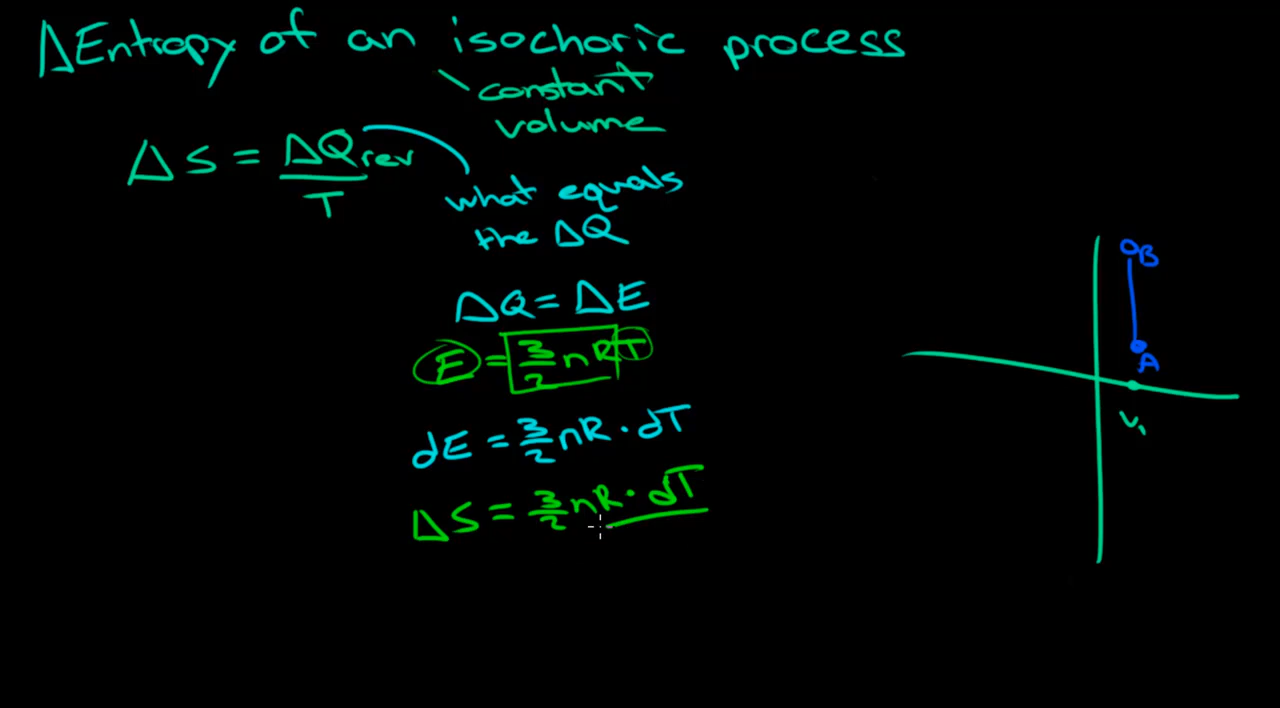 ΔEntropy of an isochoric process
constant
volume
ΔS = ΔQrev
T
what equals
the ΔQ
ΔQ = ΔE
E = 3/2 nRT
dE = 3/2 nR · dT
ΔS = 3/2 nR · dT
B
A
V₁